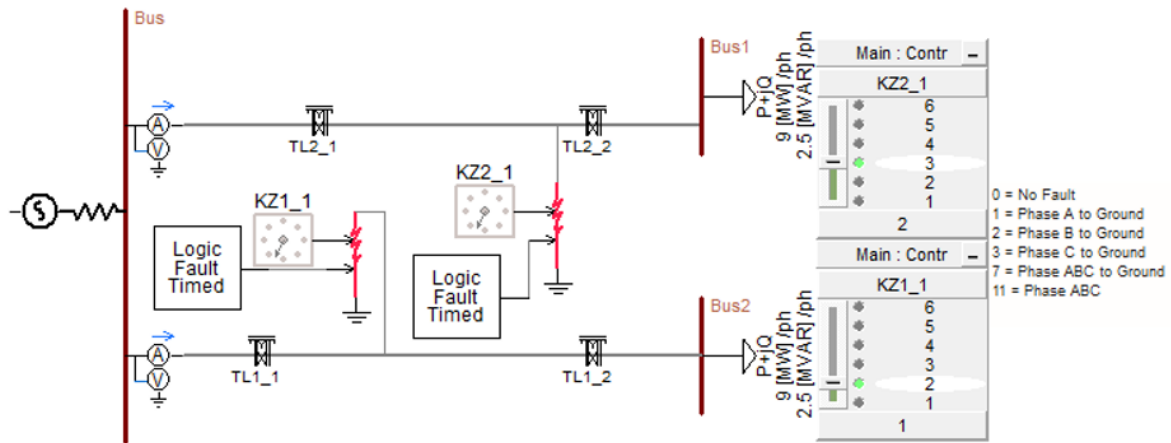 Bus
Bus1
A
V
TL2_1
TL2_2
P+jQ
9 [MW] /ph
2.5 [MVAR] /ph
Main : Contr
KZ2_1
6
5
4
3
2
1
2
KZ1_1
KZ2_1
Logic
Fault
Timed
Logic
Fault
Timed
0 = No Fault
1 = Phase A to Ground
2 = Phase B to Ground
3 = Phase C to Ground
7 = Phase ABC to Ground
11 = Phase ABC
Bus2
A
V
TL1_1
TL1_2
P+jQ
9 [MW] /ph
2.5 [MVAR] /ph
Main : Contr
KZ1_1
6
5
4
3
2
1
1